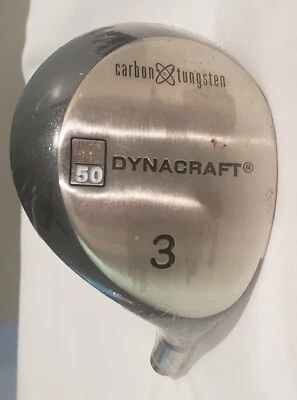 carbon tungsten
50
DYNACRAFT®
3